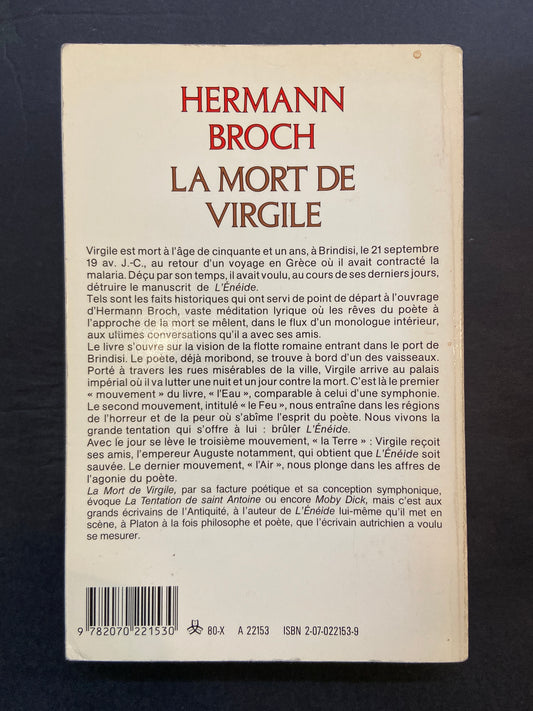 HERMANN
BROCH
LA MORT DE
VIRGILE
Virgile est mort à l'âge de cinquante et un ans, à Brindisi, le 21 septembre
19 av. J.-C., au retour d'un voyage en Grèce où il avait contracté la
malaria. Déçu par son temps, il avait voulu, au cours de ses derniers jours,
détruire le manuscrit de L'Énéide.
Tels sont les faits historiques qui ont servi de point de départ à l'ouvrage
d'Hermann Broch, vaste méditation lyrique où les rêves du poète à
l'approche de la mort se mêlent, dans le flux d'un monologue intérieur,
aux ultimes conversations qu'il a avec ses amis.
Le livre s'ouvre sur la vision de la flotte romaine entrant dans le port de
Brindisi. Le poète, déjà moribond, se trouve à bord d'un des vaisseaux.
Porté à travers les rues misérables de la ville, Virgile arrive au palais
impérial où il va lutter une nuit et un jour contre la mort. C'est là le premier
« mouvement » du livre, « l'Eau », comparable à celui d'une symphonie.
Le second mouvement, intitulé « le Feu », nous entraîne dans les régions
de l'horreur et de la peur où s'abîme l'esprit du poète. Nous vivons la
grande tentation qui s'offre à lui : brûler L'Énéide.
Avec le jour se lève le troisième mouvement, « la Terre » : Virgile reçoit
ses amis, l'empereur Auguste notamment, qui obtient que L'Énéide soit
sauvée. Le dernier mouvement, « l'Air », nous plonge dans les affres de
l'agonie du poète.
La Mort de Virgile, par sa facture poétique et sa conception symphonique,
évoque La Tentation de saint Antoine ou encore Moby Dick, mais c'est aux
grands écrivains de l'Antiquité, à l'auteur de L'Énéide lui-même qu'il met en
scène, à Platon à la fois philosophe et poète, que l'écrivain autrichien a voulu
se mesurer.
9 782070 221530
80-X A 22153 ISBN 2-07-022153-9